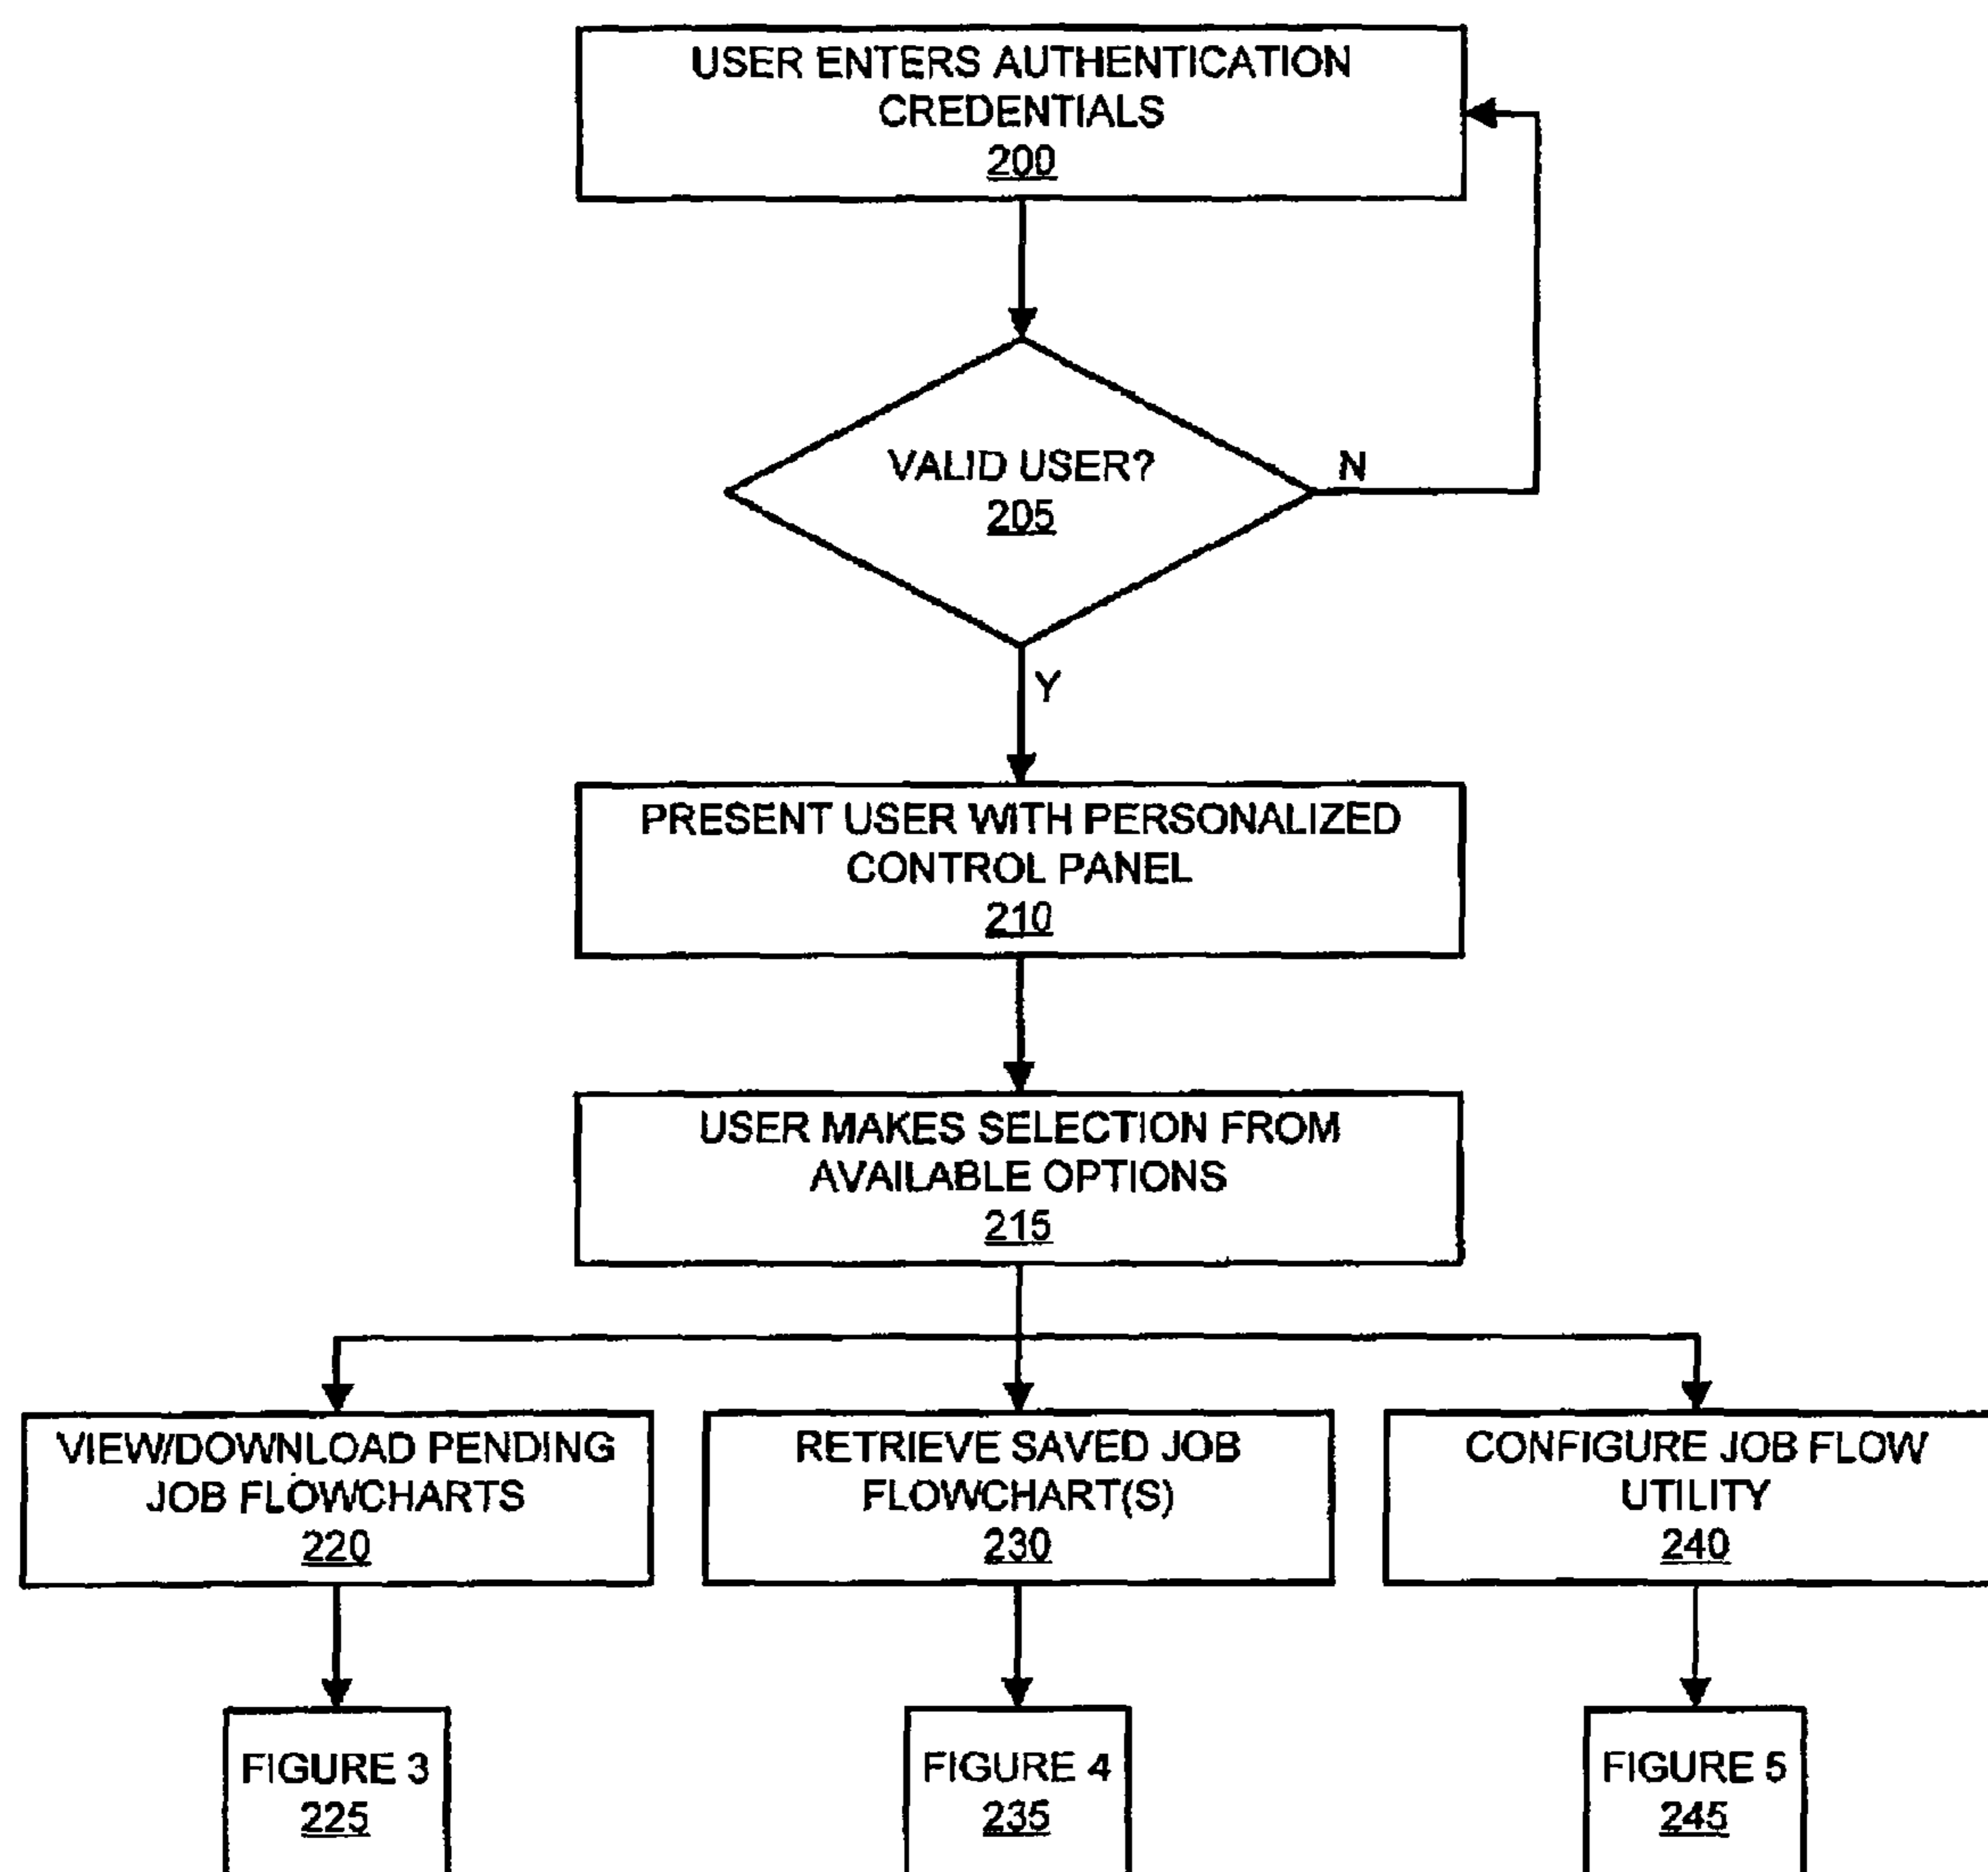 USER ENTERS AUTHENTICATION
CREDENTIALS
200
VALID USER?
205
N
Y
PRESENT USER WITH PERSONALIZED
CONTROL PANEL
210
USER MAKES SELECTION FROM
AVAILABLE OPTIONS
215
VIEW/DOWNLOAD PENDING
JOB FLOWCHARTS
220
RETRIEVE SAVED JOB
FLOWCHART(S)
230
CONFIGURE JOB FLOW
UTILITY
240
FIGURE 3
225
FIGURE 4
235
FIGURE 5
245